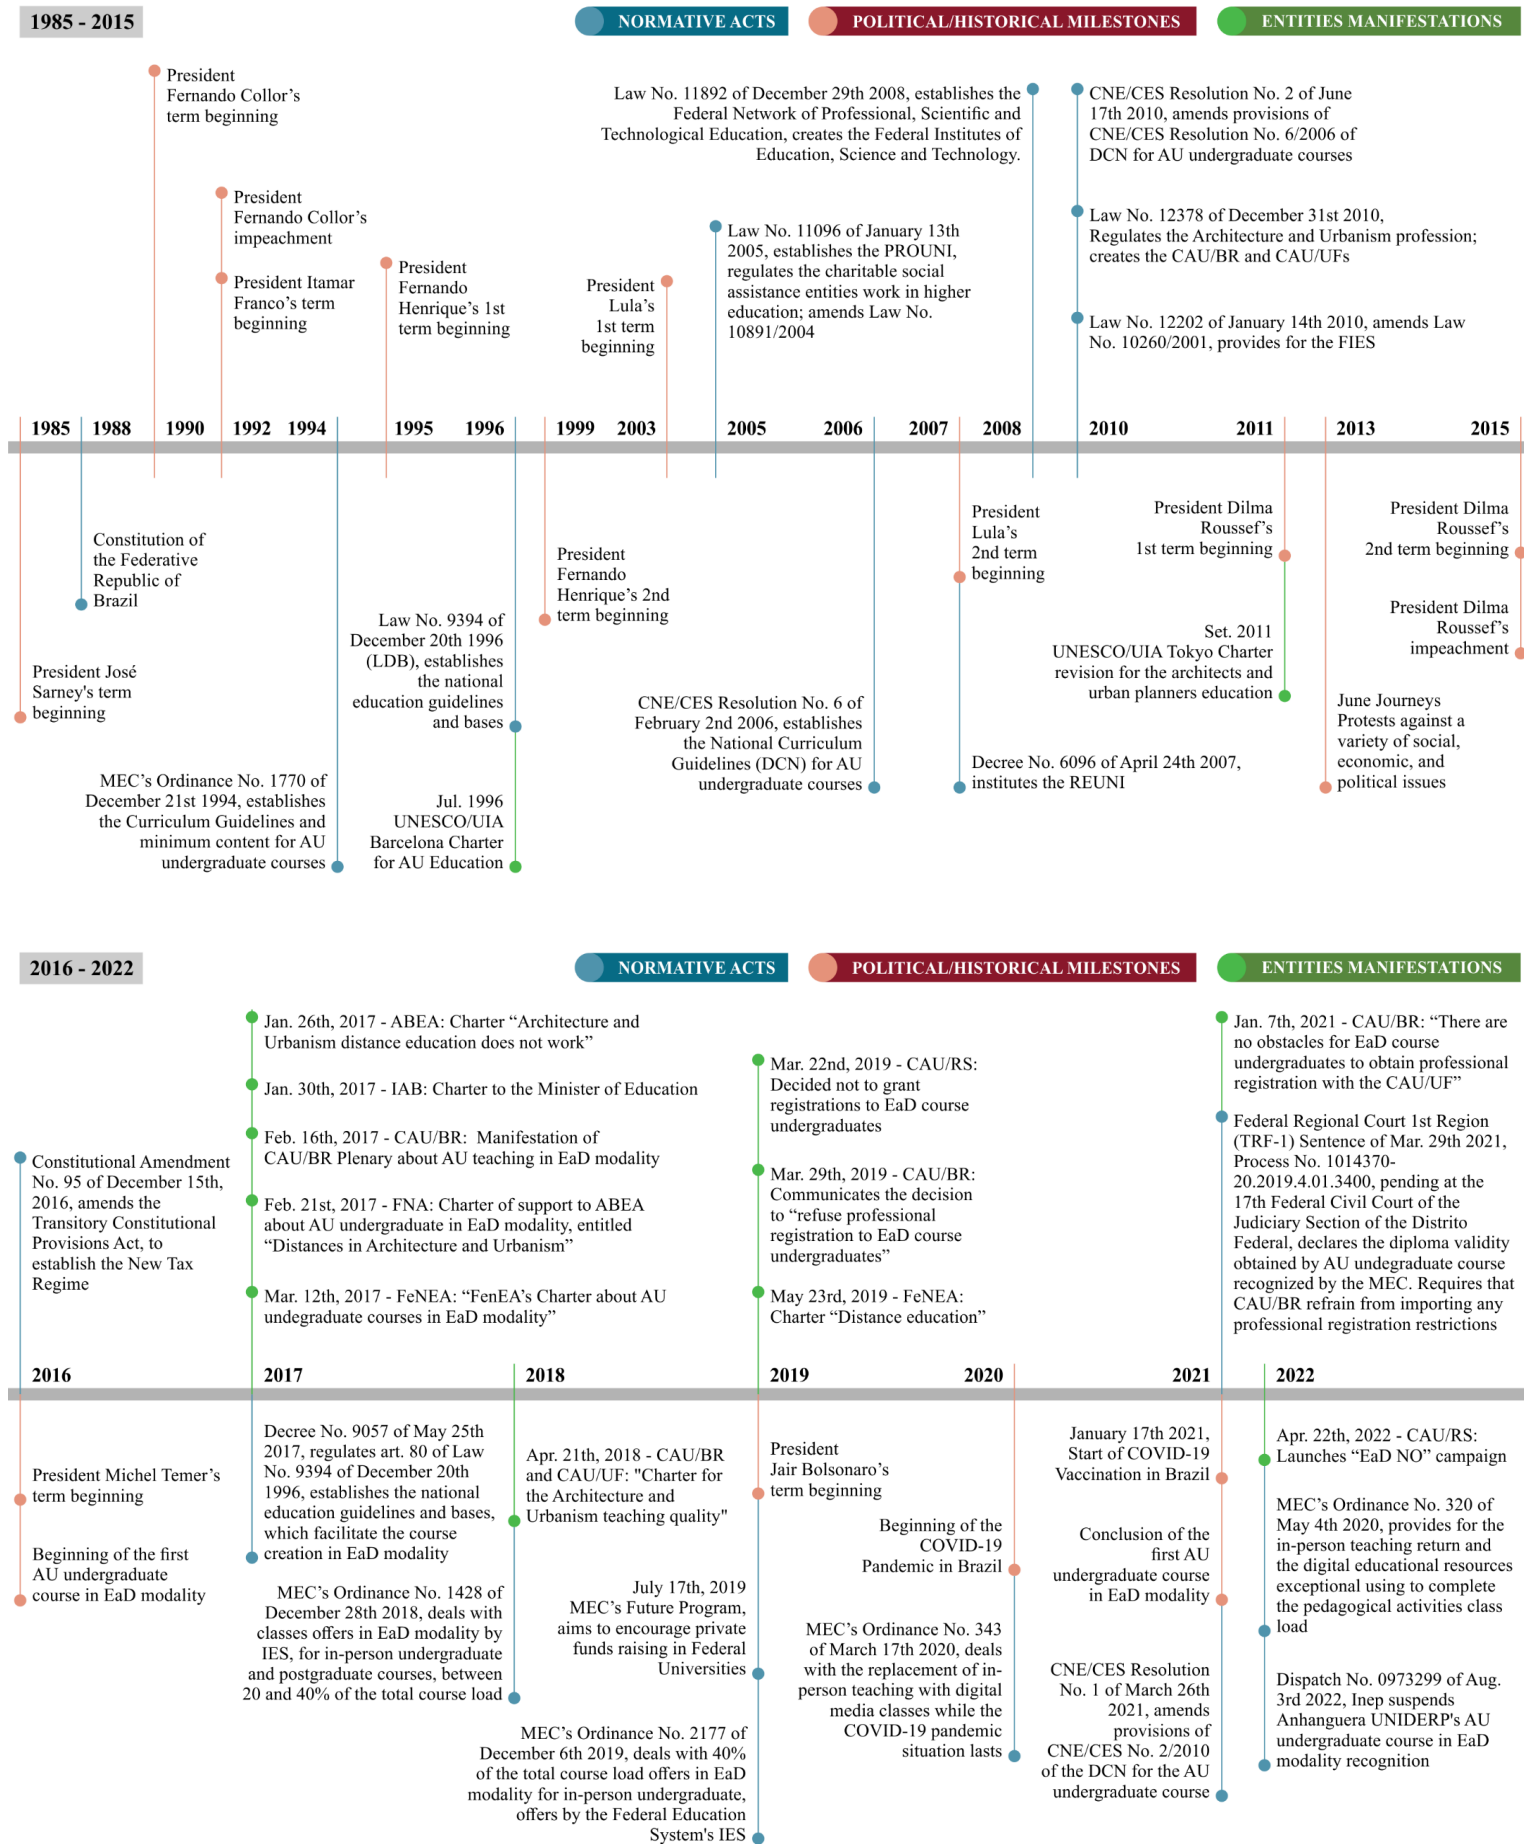 1985 - 2015
NORMATIVE ACTS
POLITICAL/HISTORICAL MILESTONES
ENTITIES MANIFESTATIONS
President
Fernando Collor’s
term beginning
President
Fernando Collor’s
impeachment
President Itamar
Franco’s term
beginning
President
Fernando
Henrique’s 1st
term beginning
President
Lula’s
1st term
beginning
Law No. 11096 of January 13th
2005, establishes the PROUNI,
regulates the charitable social
assistance entities work in higher
education; amends Law No.
10891/2004
Law No. 11892 of December 29th 2008, establishes the
Federal Network of Professional, Scientific and
Technological Education, creates the Federal Institutes of
Education, Science and Technology.
CNE/CES Resolution No. 2 of June
17th 2010, amends provisions of
CNE/CES Resolution No. 6/2006 of
DCN for AU undergraduate courses
Law No. 12378 of December 31st 2010,
Regulates the Architecture and Urbanism profession;
creates the CAU/BR and CAU/UFs
Law No. 12202 of January 14th 2010, amends Law
No. 10260/2001, provides for the FIES
1985 1988 1990 1992 1994 1995 1996 1999 2003 2005 2006 2007 2008 2010 2011 2013 2015
President José
Sarney's term
beginning
Constitution of
the Federative
Republic of
Brazil
MEC’s Ordinance No. 1770 of
December 21st 1994, establishes
the Curriculum Guidelines and
minimum content for AU
undergraduate courses
Law No. 9394 of
December 20th 1996
(LDB), establishes
the national
education guidelines
and bases
Jul. 1996
UNESCO/UIA
Barcelona Charter
for AU Education
President
Fernando
Henrique’s 2nd
term beginning
CNE/CES Resolution No. 6 of
February 2nd 2006, establishes
the National Curriculum
Guidelines (DCN) for AU
undergraduate courses
President
Lula’s
2nd term
beginning
Decree No. 6096 of April 24th 2007,
institutes the REUNI
President Dilma
Roussef’s
1st term beginning
Set. 2011
UNESCO/UIA Tokyo Charter
revision for the architects and
urban planners education
June Journeys
Protests against a
variety of social,
economic, and
political issues
President Dilma
Roussef’s
2nd term beginning
President Dilma
Roussef’s
impeachment
2016 - 2022
NORMATIVE ACTS
POLITICAL/HISTORICAL MILESTONES
ENTITIES MANIFESTATIONS
Constitutional Amendment
No. 95 of December 15th,
2016, amends the
Transitory Constitutional
Provisions Act, to
establish the New Tax
Regime
Jan. 26th, 2017 - ABEA: Charter “Architecture and
Urbanism distance education does not work”
Jan. 30th, 2017 - IAB: Charter to the Minister of Education
Feb. 16th, 2017 - CAU/BR: Manifestation of
CAU/BR Plenary about AU teaching in EaD modality
Feb. 21st, 2017 - FNA: Charter of support to ABEA
about AU undergraduate in EaD modality, entitled
“Distances in Architecture and Urbanism”
Mar. 12th, 2017 - FeNEA: “FenEA’s Charter about AU
undergraduate courses in EaD modality”
Mar. 22nd, 2019 - CAU/RS:
Decided not to grant
registrations to EaD course
undergraduates
Mar. 29th, 2019 - CAU/BR:
Communicates the decision
to “refuse professional
registration to EaD course
undergraduates”
May 23rd, 2019 - FeNEA:
Charter “Distance education”
Jan. 7th, 2021 - CAU/BR: “There are
no obstacles for EaD course
undergraduates to obtain professional
registration with the CAU/UF”
Federal Regional Court 1st Region
(TRF-1) Sentence of Mar. 29th 2021,
Process No. 1014370-
20.2019.4.01.3400, pending at the
17th Federal Civil Court of the
Judiciary Section of the Distrito
Federal, declares the diploma validity
obtained by AU undegraduate course
recognized by the MEC. Requires that
CAU/BR refrain from importing any
professional registration restrictions
2016 2017 2018 2019 2020 2021 2022
President Michel Temer’s
term beginning
Beginning of the first
AU undergraduate
course in EaD modality
Decree No. 9057 of May 25th
2017, regulates art. 80 of Law
No. 9394 of December 20th
1996, establishes the national
education guidelines and bases,
which facilitate the course
creation in EaD modality
MEC’s Ordinance No. 1428 of
December 28th 2018, deals with
classes offers in EaD modality by
IES, for in-person undergraduate
and postgraduate courses, between
20 and 40% of the total course load
Apr. 21th, 2018 - CAU/BR
and CAU/UF: "Charter for
the Architecture and
Urbanism teaching quality"
President
Jair Bolsonaro’s
term beginning
July 17th, 2019
MEC’s Future Program,
aims to encourage private
funds raising in Federal
Universities
MEC’s Ordinance No. 2177 of
December 6th 2019, deals with 40%
of the total course load offers in EaD
modality for in-person undergraduate,
offers by the Federal Education
System's IES
Beginning of the
COVID-19
Pandemic in Brazil
MEC’s Ordinance No. 343
of March 17th 2020, deals
with the replacement of in-
person teaching with digital
media classes while the
COVID-19 pandemic
situation lasts
January 17th 2021,
Start of COVID-19
Vaccination in Brazil
Conclusion of the
first AU
undergraduate course
in EaD modality
CNE/CES Resolution
No. 1 of March 26th
2021, amends
provisions of
CNE/CES No. 2/2010
of the DCN for the AU
undergraduate course
Apr. 22th, 2022 - CAU/RS:
Launches “EaD NO” campaign
MEC’s Ordinance No. 320 of
May 4th 2020, provides for the
in-person teaching return and
the digital educational resources
exceptional using to complete
the pedagogical activities class
load
Dispatch No. 0973299 of Aug.
3rd 2022, Inep suspends
Anhanguera UNIDERP's AU
undergraduate course in EaD
modality recognition